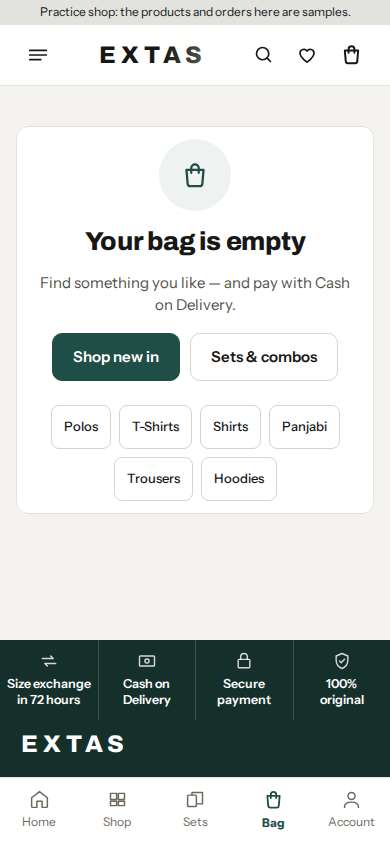 Practice shop: the products and orders here are samples.
EXTAS
Your bag is empty
Find something you like — and pay with Cash
on Delivery.
Shop new in
Sets & combos
Polos
T-Shirts
Shirts
Panjabi
Trousers
Hoodies
Size exchange
in 72 hours
Cash on
Delivery
Secure
payment
100%
original
EXTAS
Home
Shop
Sets
Bag
Account